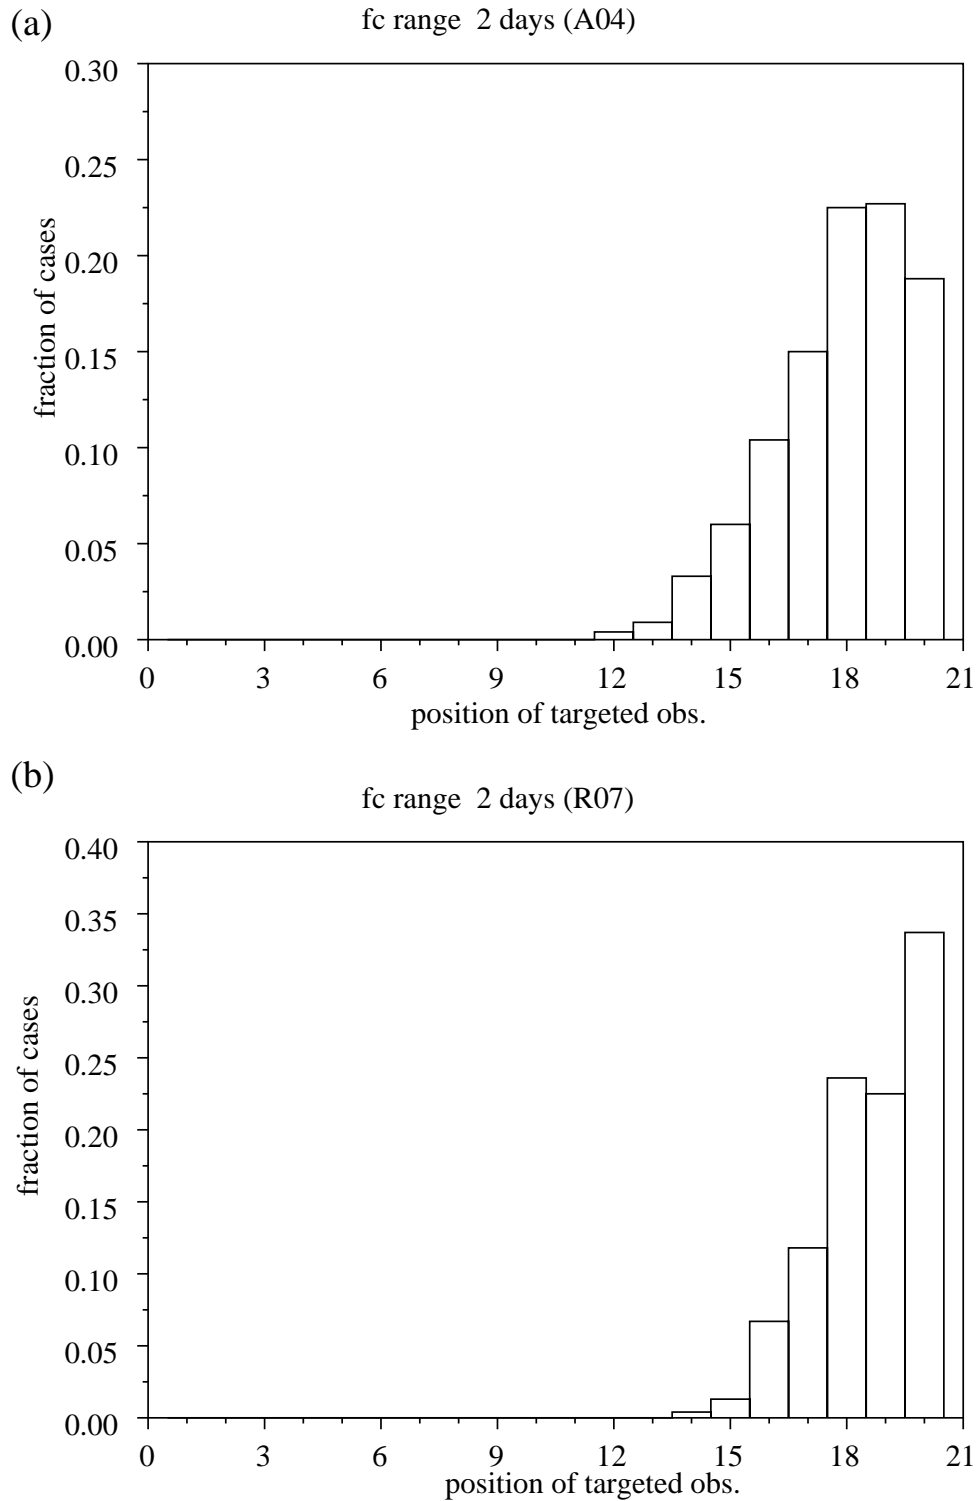 (a)
fc range 2 days (A04)
0.30
0.25
0.20
0.15
0.10
0.05
0.00
fraction of cases
0 3 6 9 12 15 18 21
position of targeted obs.
(b)
fc range 2 days (R07)
0.40
0.35
0.30
0.25
0.20
0.15
0.10
0.05
0.00
fraction of cases
0 3 6 9 12 15 18 21
position of targeted obs.